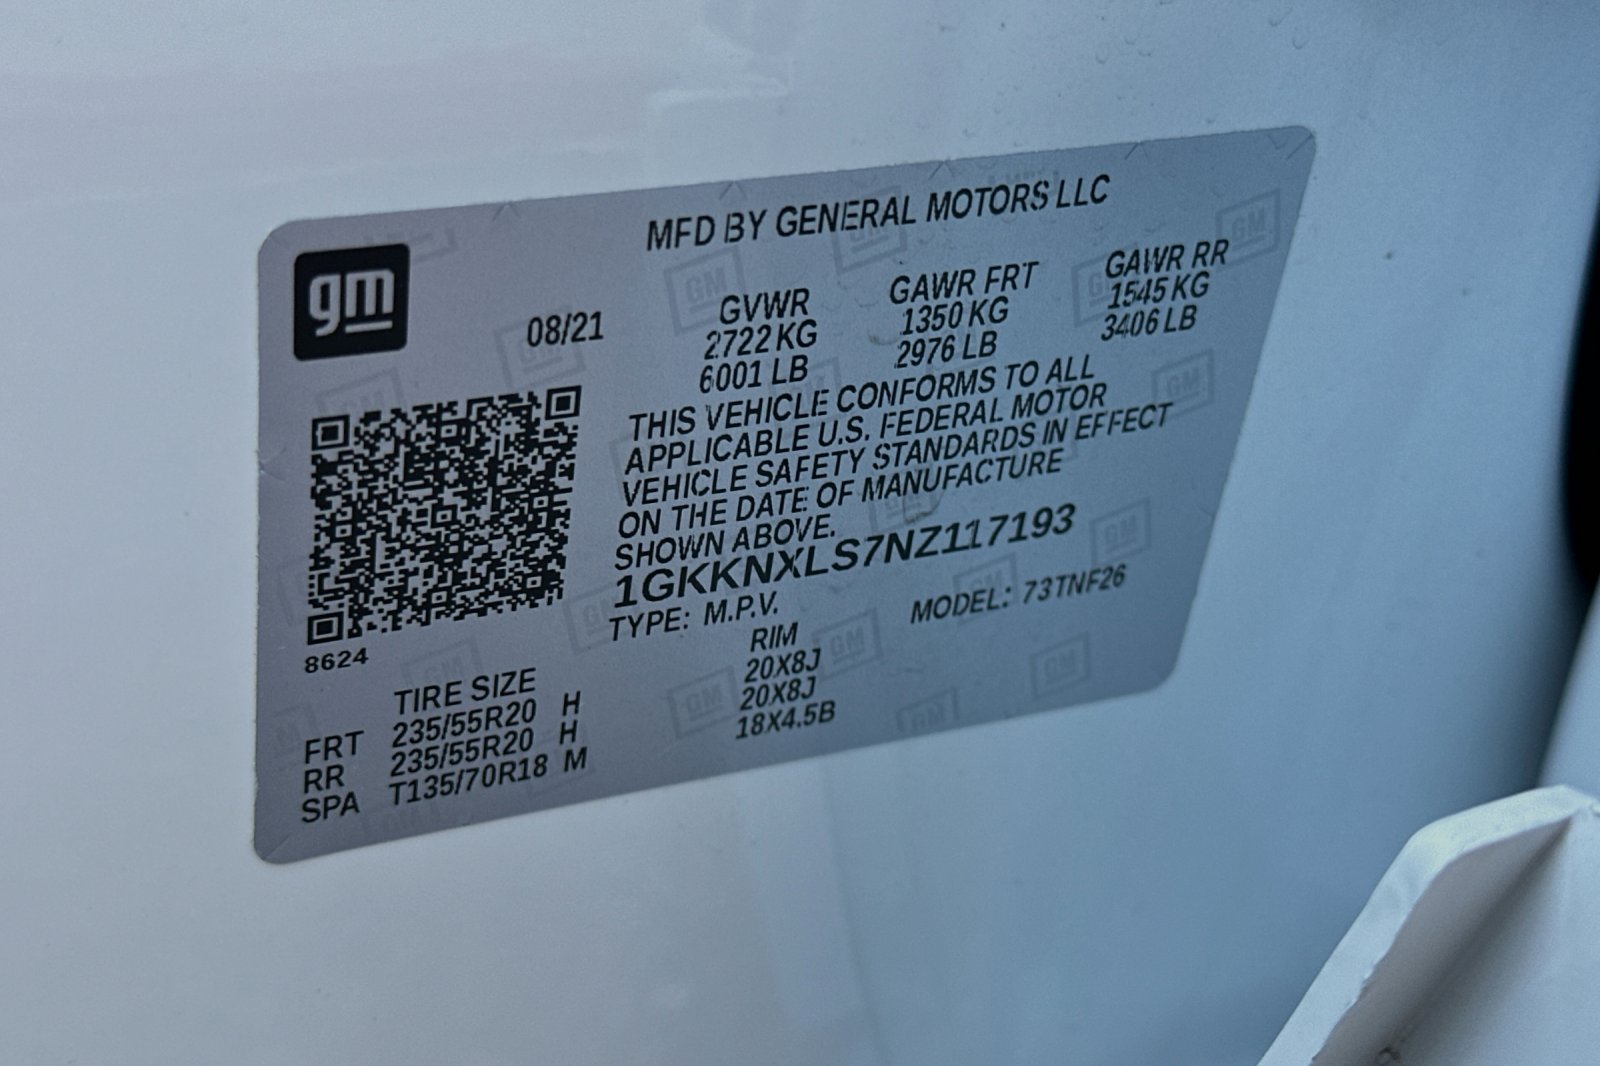 gm
MFD BY GENERAL MOTORS LLC
08/21
GVWR GAWR FRT GAWR RR
2722 KG 1350 KG 1545 KG
6001 LB 2976 LB 3406 LB
THIS VEHICLE CONFORMS TO ALL
APPLICABLE U.S. FEDERAL MOTOR
VEHICLE SAFETY STANDARDS IN EFFECT
ON THE DATE OF MANUFACTURE
SHOWN ABOVE.
1GKKNXLS7NZ117193
TYPE: M.P.V. MODEL: 73TNF26
8624
TIRE SIZE RIM
FRT 235/55R20 H 20X8J
RR 235/55R20 H 20X8J
SPA T135/70R18 M 18X4.5B